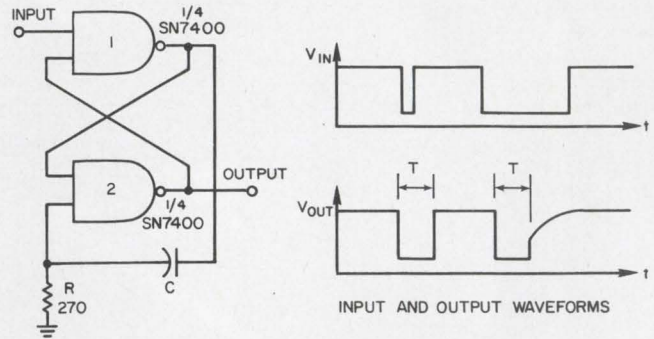 INPUT
1/4
SN7400
1
2
OUTPUT
1/4
SN7400
R
270
C
VIN
t
T
T
VOUT
t
INPUT AND OUTPUT WAVEFORMS